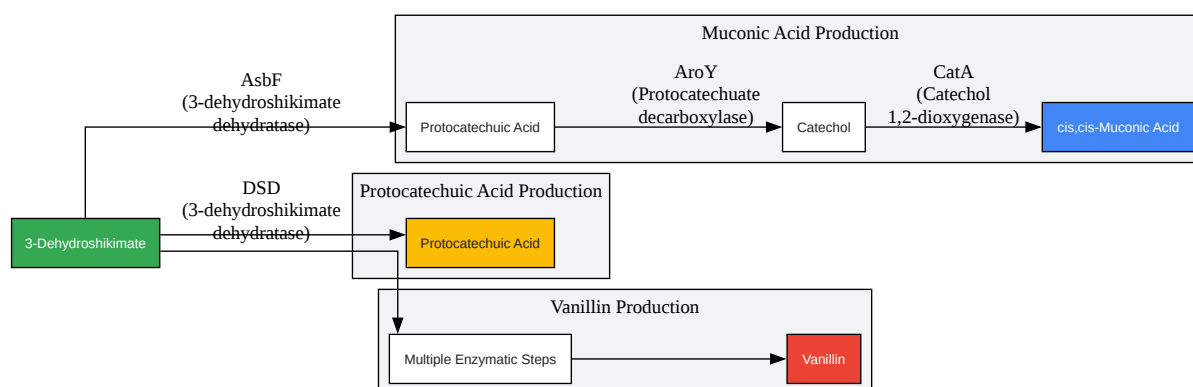 Muconic Acid Production
AsbF
(3-dehydroshikimate
dehydratase)
Protocatechuic Acid
AroY
(Protocatechuate
decarboxylase)
Catechol
CatA
(Catechol
1,2-dioxygenase)
cis,cis-Muconic Acid
Protocatechuic Acid Production
DSD
(3-dehydroshikimate
dehydratase)
3-Dehydroshikimate
Protocatechuic Acid
Vanillin Production
Multiple Enzymatic Steps
Vanillin